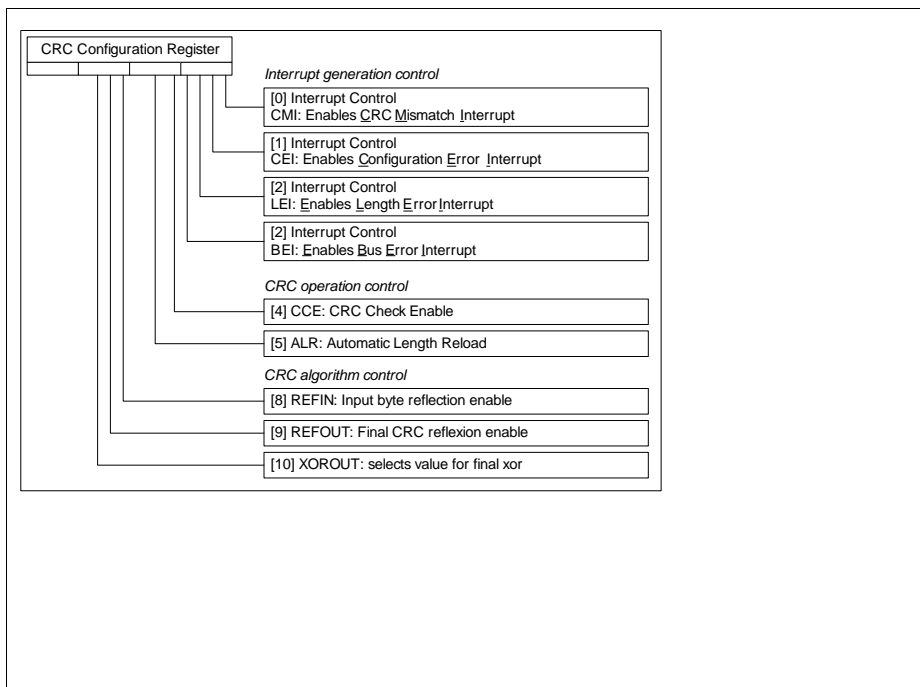 CRC Configuration Register
Interrupt generation control
[0] Interrupt Control
CMI: Enables CRC Mismatch Interrupt
[1] Interrupt Control
CEI: Enables Configuration Error Interrupt
[2] Interrupt Control
LEI: Enables Length Error Interrupt
[2] Interrupt Control
BEI: Enables Bus Error Interrupt
CRC operation control
[4] CCE: CRC Check Enable
[5] ALR: Automatic Length Reload
CRC algorithm control
[8] REFIN: Input byte reflection enable
[9] REFOUT: Final CRC reflexion enable
[10] XOROUT: selects value for final xor